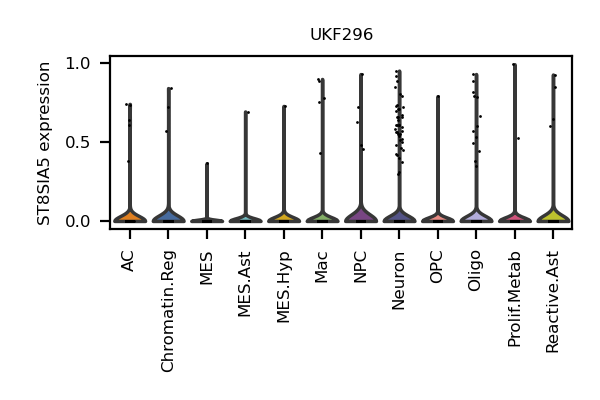 UKF296
ST8SIA5 expression
1.0
0.5
0.0
AC
Chromatin.Reg
MES
MES.Ast
MES.Hyp
Mac
NPC
Neuron
OPC
Oligo
Prolif.Metab
Reactive.Ast